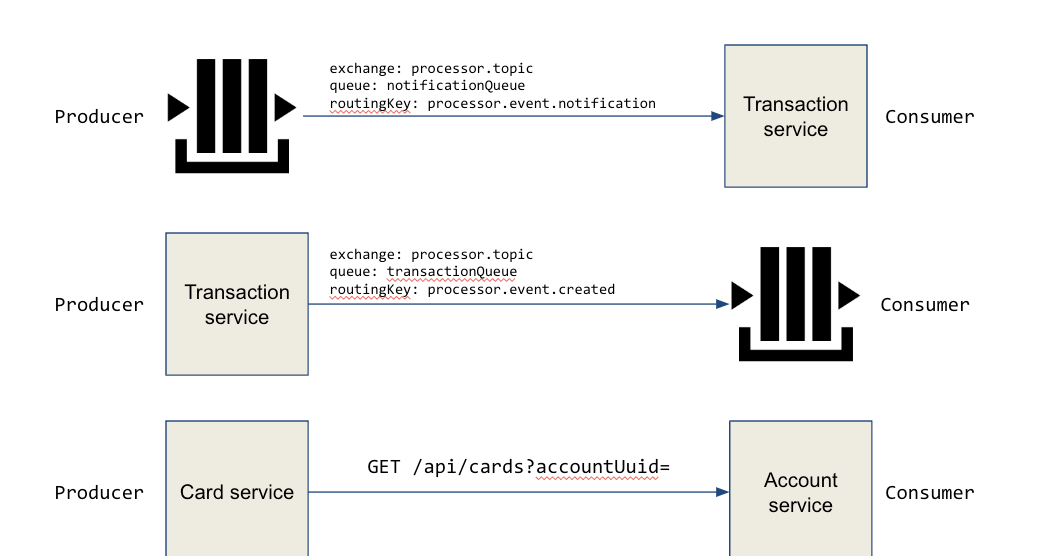 exchange: processor.topic
queue: notificationQueue
routingKey: processor.event.notification
Producer
Transaction
service
Consumer
exchange: processor.topic
queue: transactionQueue
routingKey: processor.event.created
Producer
Transaction
service
Consumer
GET /api/cards?accountUuid=
Producer
Card service
Account
service
Consumer